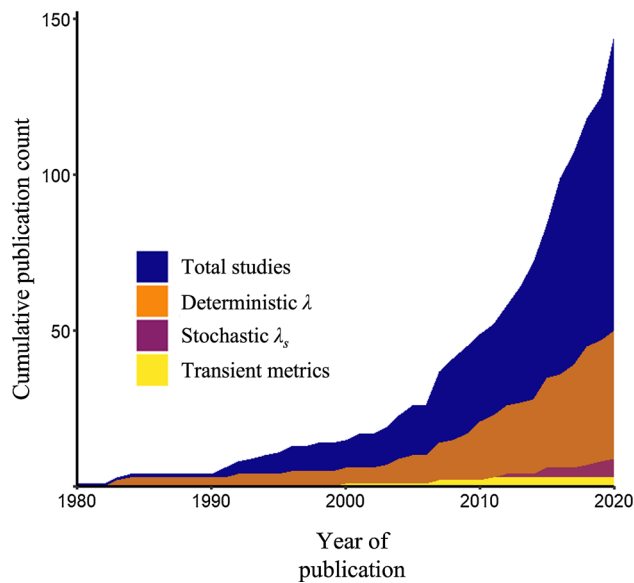 150
100
50
Cumulative publication count
Total studies
Deterministic λ
Stochastic λₛ
Transient metrics
1980
1990
2000
2010
2020
Year of
publication